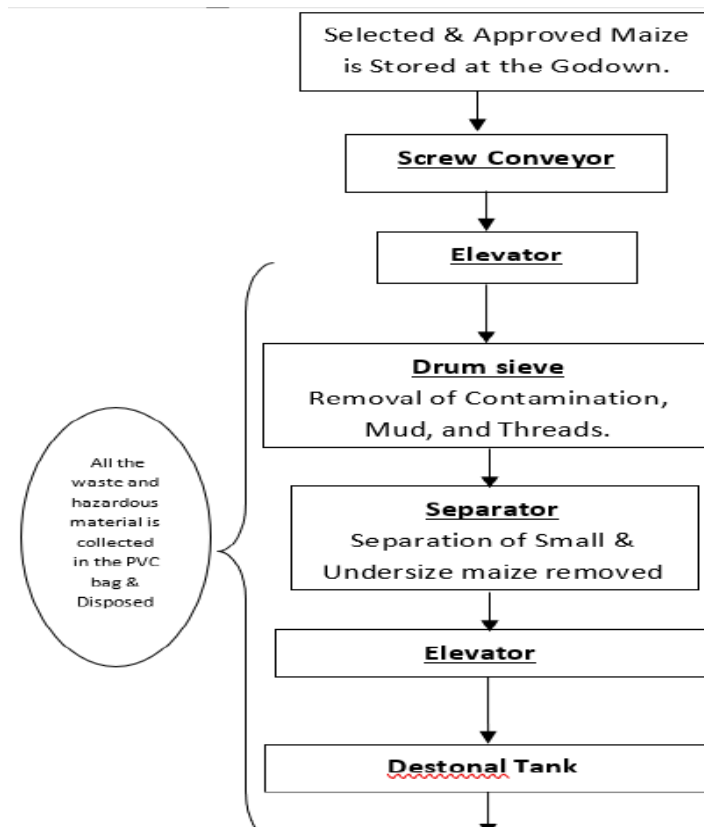 Selected & Approved Maize
is Stored at the Godown.
Screw Conveyor
Elevator
Drum sieve
Removal of Contamination,
Mud, and Threads.
All the
waste and
hazardous
material is
collected
in the PVC
bag &
Disposed
Separator
Separation of Small &
Undersize maize removed
Elevator
Destonal Tank